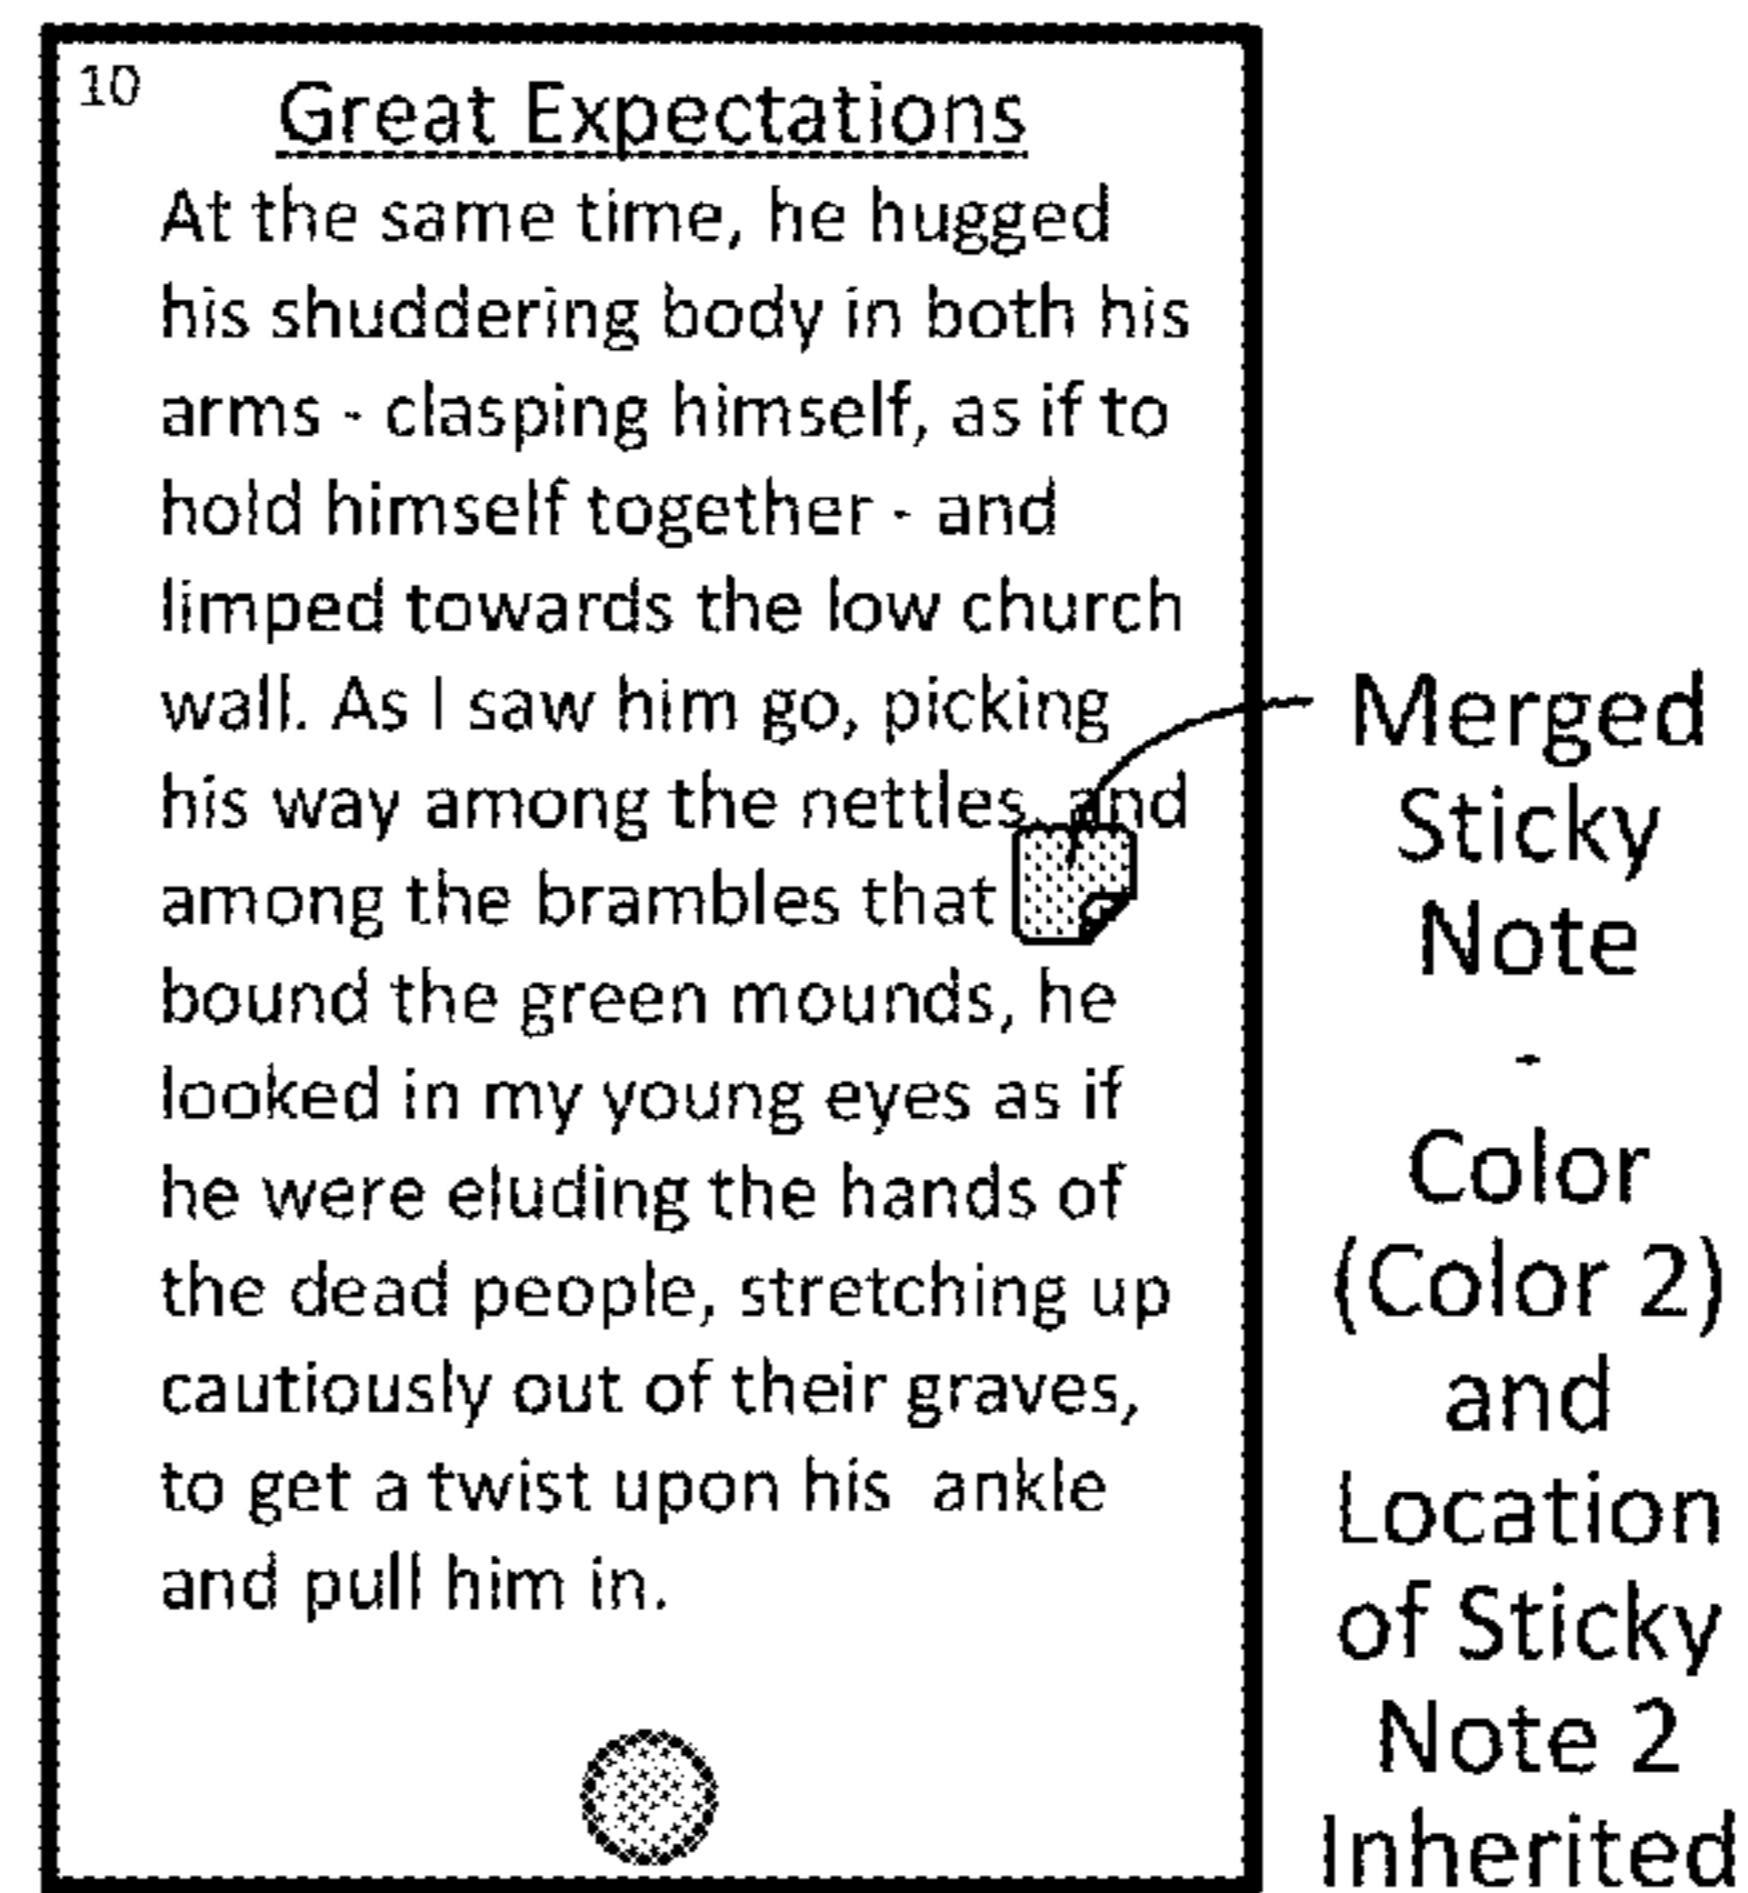 10
Great Expectations
At the same time, he hugged
his shuddering body in both his
arms - clasping himself, as if to
hold himself together - and
limped towards the low church
wall. As I saw him go, picking
his way among the nettles, and
among the brambles that
bound the green mounds, he
looked in my young eyes as if
he were eluding the hands of
the dead people, stretching up
cautiously out of their graves,
to get a twist upon his ankle
and pull him in.
Merged
Sticky
Note
-
Color
(Color 2)
and
Location
of Sticky
Note 2
Inherited